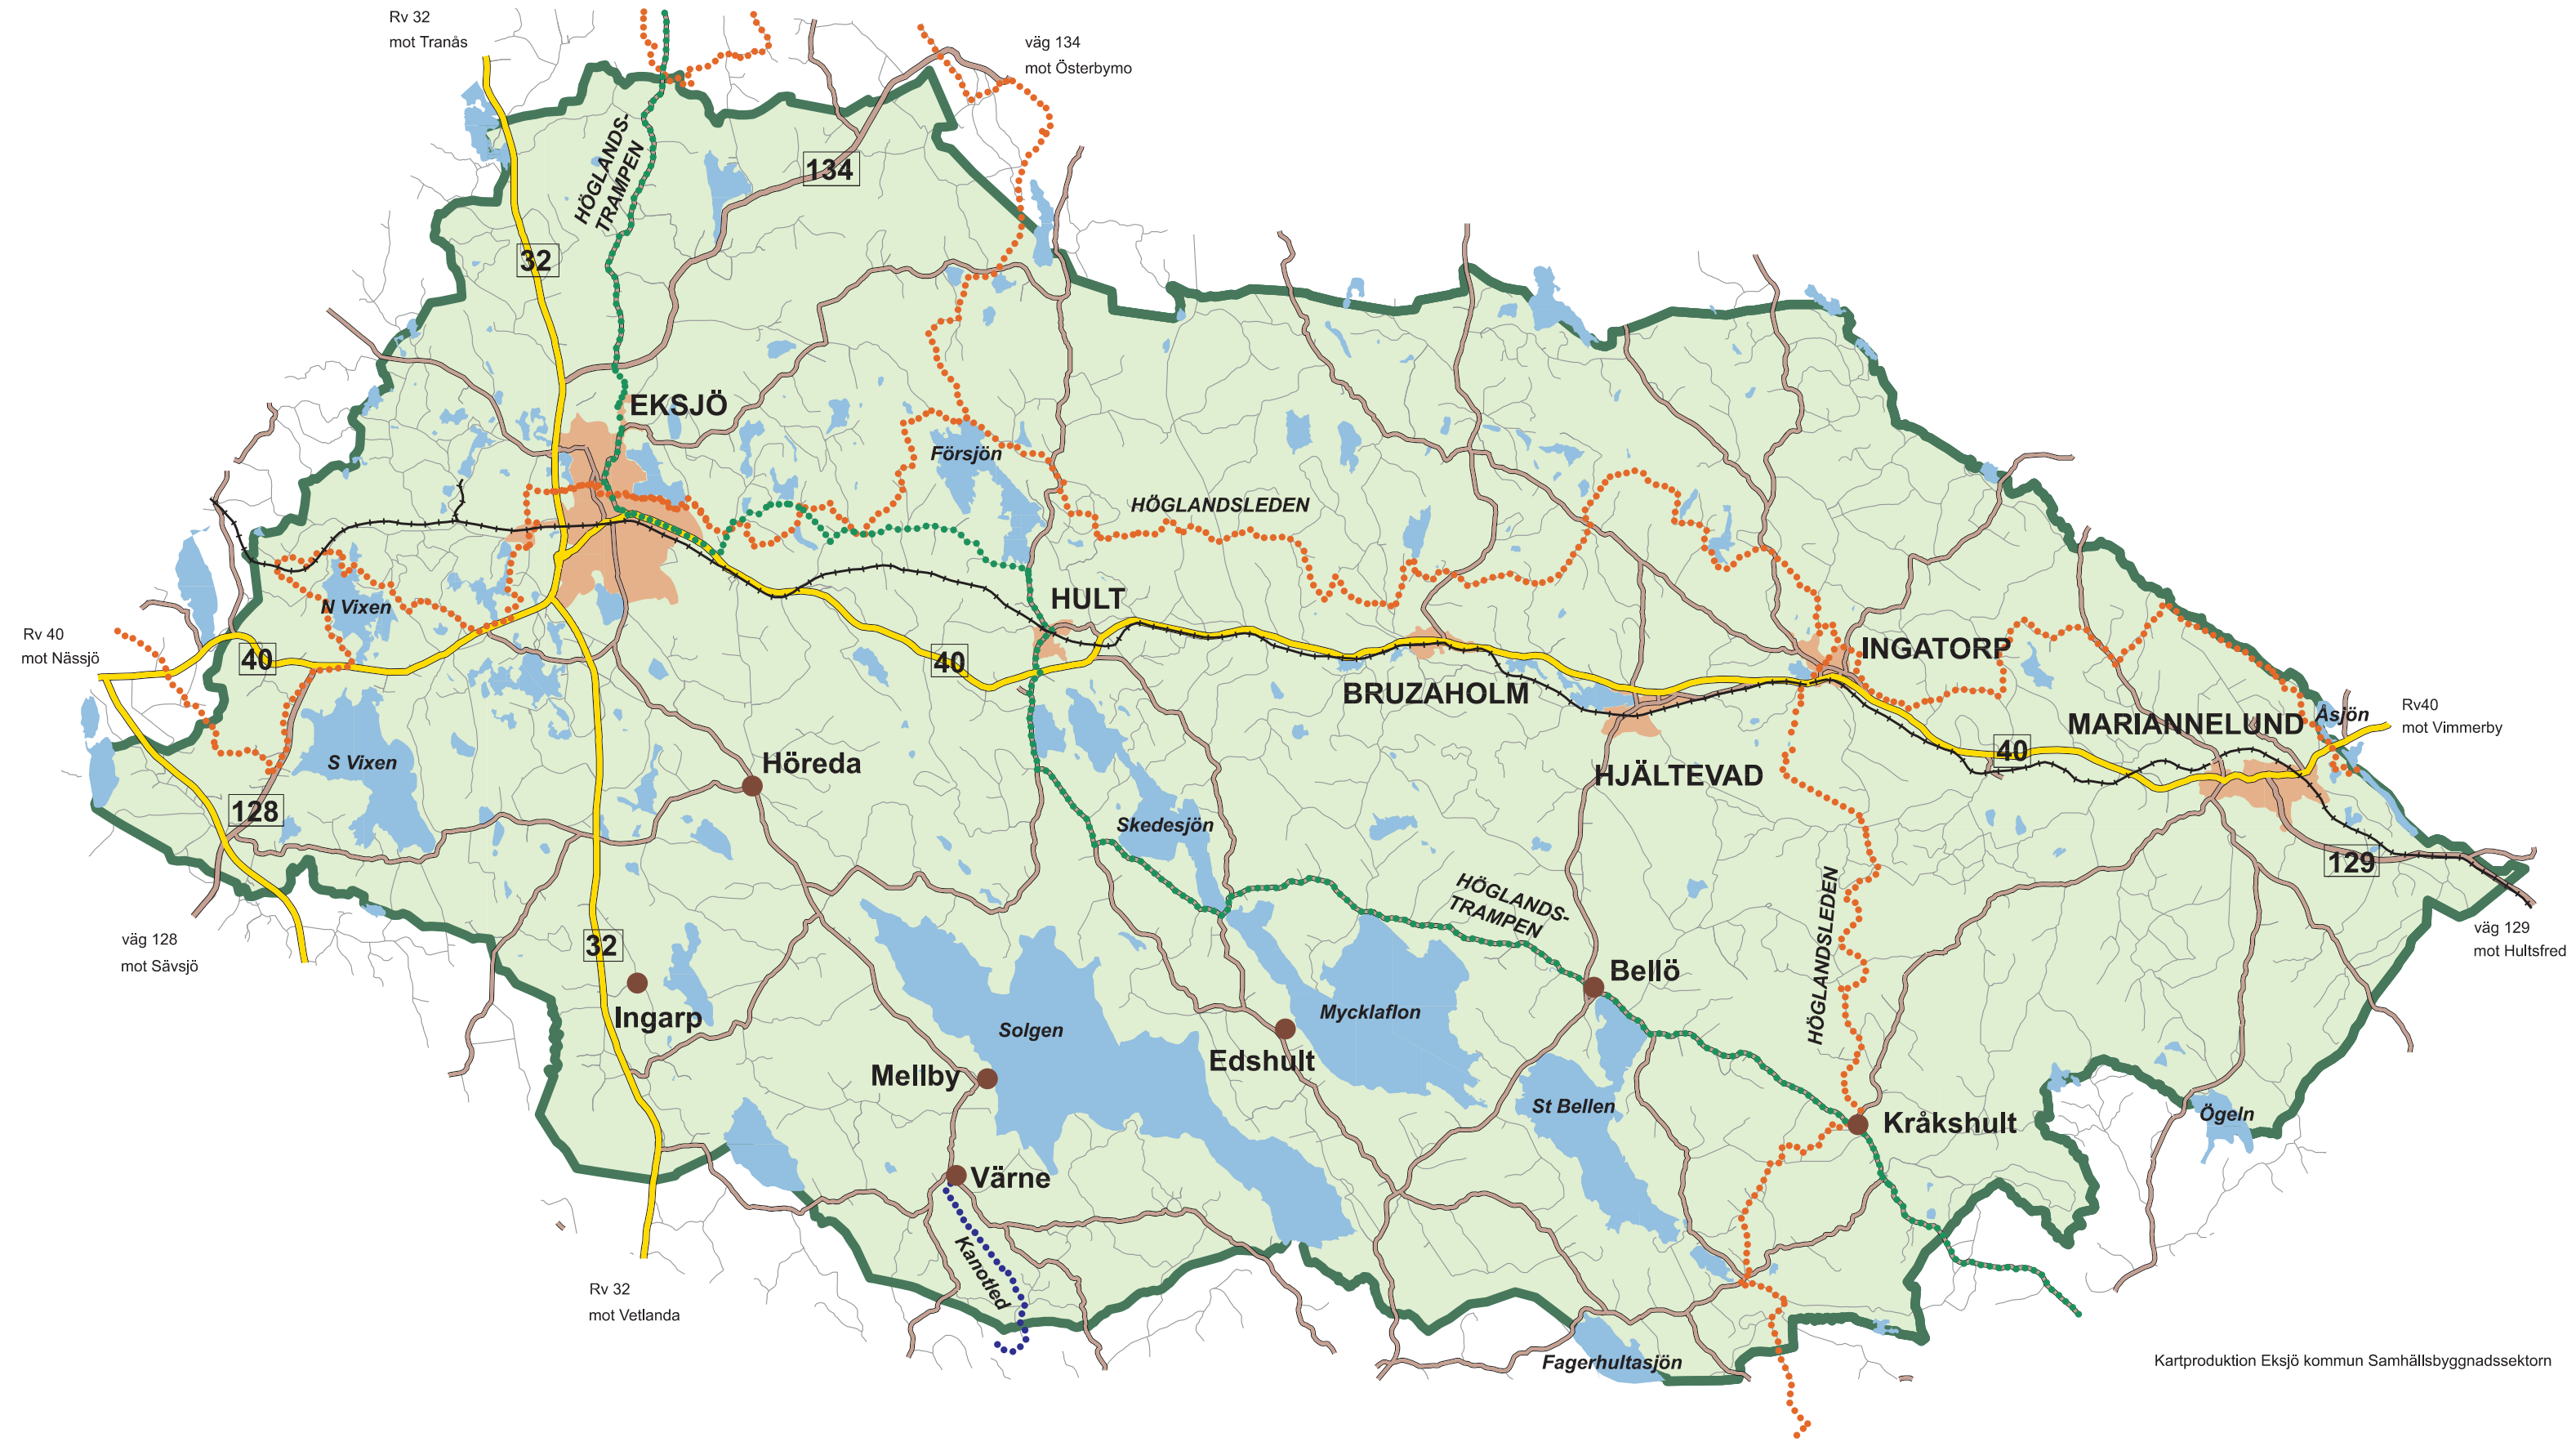 Rv 32
mot Tranås
väg 134
mot Österbymo
HÖGLANDS-
TRAMPEN
134
32
EKSJÖ
Försjön
HÖGLANDSLEDEN
N Vixen
HULT
Rv 40
mot Nässjö
40
40
INGATORP
BRUZAHOLM
Rv40
mot Vimmerby
Åsjön
MARIANNELUND
40
S Vixen
Höreda
HJÄLTEVAD
128
Skedesjön
129
HÖGLANDS-
TRAMPEN
HÖGLANDSLEDEN
väg 128
mot Sävsjö
32
väg 129
mot Hultsfred
Bellö
Ingarp
Solgen
Mycklaflon
Edshult
Mellby
St Bellen
Kråkshult
Ögeln
Värne
Kanotled
Rv 32
mot Vetlanda
Fagerhultasjön
Kartproduktion Eksjö kommun Samhällsbyggnadssektorn